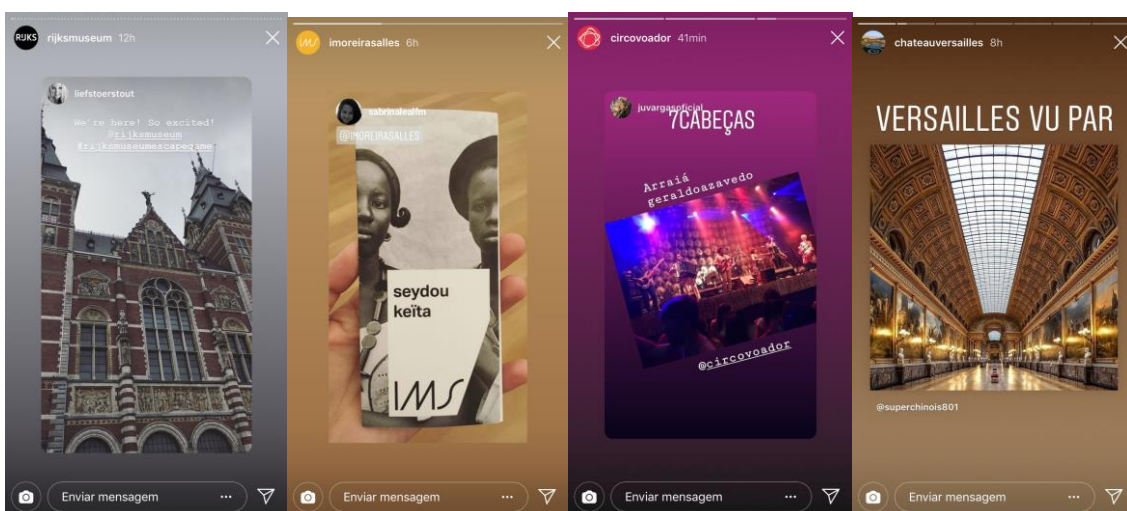 RIJKS rijksmuseum 12h
liefstoerstout
We're here! So excited!
@rijksmuseum
#rijksmuseumescapegame
Enviar mensagem
IMS imoreirasalles 6h
sabrinalealfm
@IMOREIRASALLES
seydou
keïta
IMS
Enviar mensagem
circovoador 41min
juvargasoficial
7CABEÇAS
Arraiá
geraldoazavedo
@circovoador
Enviar mensagem
chateauversailles 8h
VERSAILLES VU PAR
@superchinois801
Enviar mensagem